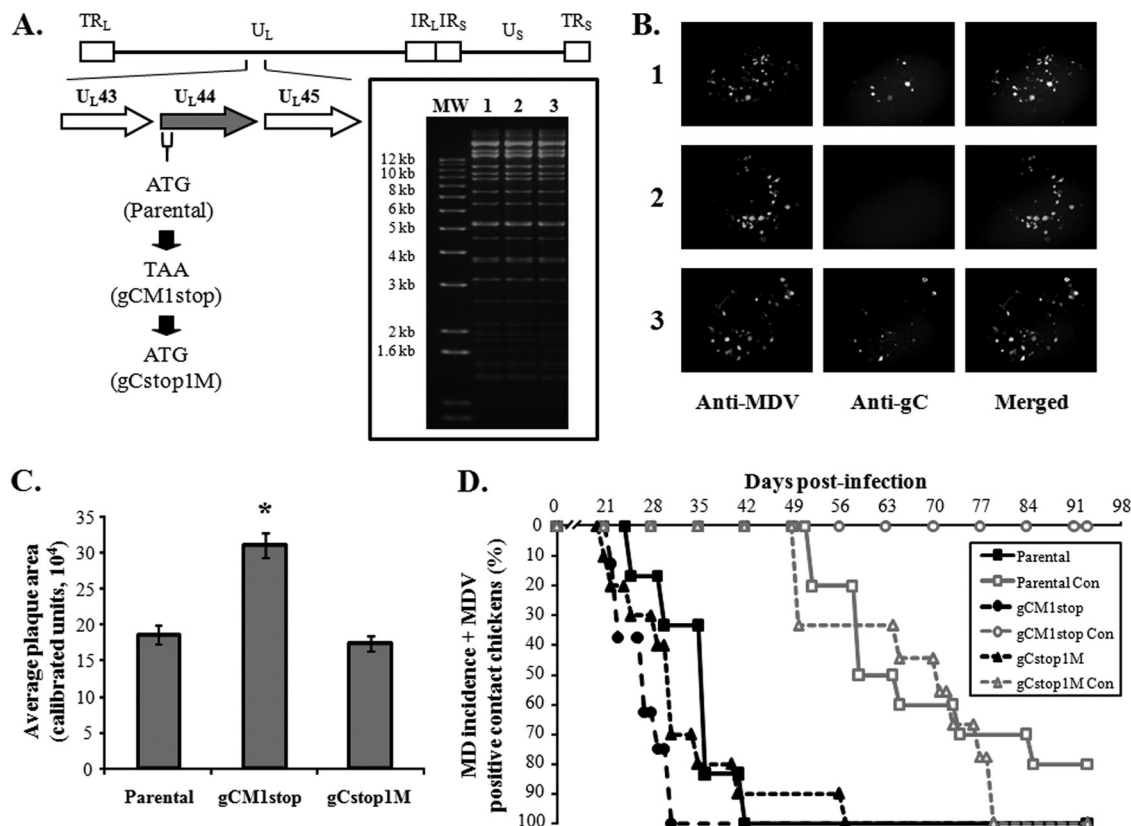 A.
TRL UL IRL IRS US TRS
UL43 UL44 UL45
ATG
(Parental)
TAA
(gCM1stop)
ATG
(gCstop1M)
MW 1 2 3
12 kb
10 kb
8 kb
6 kb
5 kb
4 kb
3 kb
2 kb
1.6 kb
B.
1
2
3
Anti-MDV Anti-gC Merged
C.
Average plaque area
(calibrated units, 10⁴)
35
30
25
20
15
10
5
0
*
Parental gCM1stop gCstop1M
D.
Days post-infection
0 21 28 35 42 49 56 63 70 77 84 91 98
MD incidence + MDV
positive contact chickens (%)
0
10
20
30
40
50
60
70
80
90
100
Parental
Parental Con
gCM1stop
gCM1stop Con
gCstop1M
gCstop1M Con